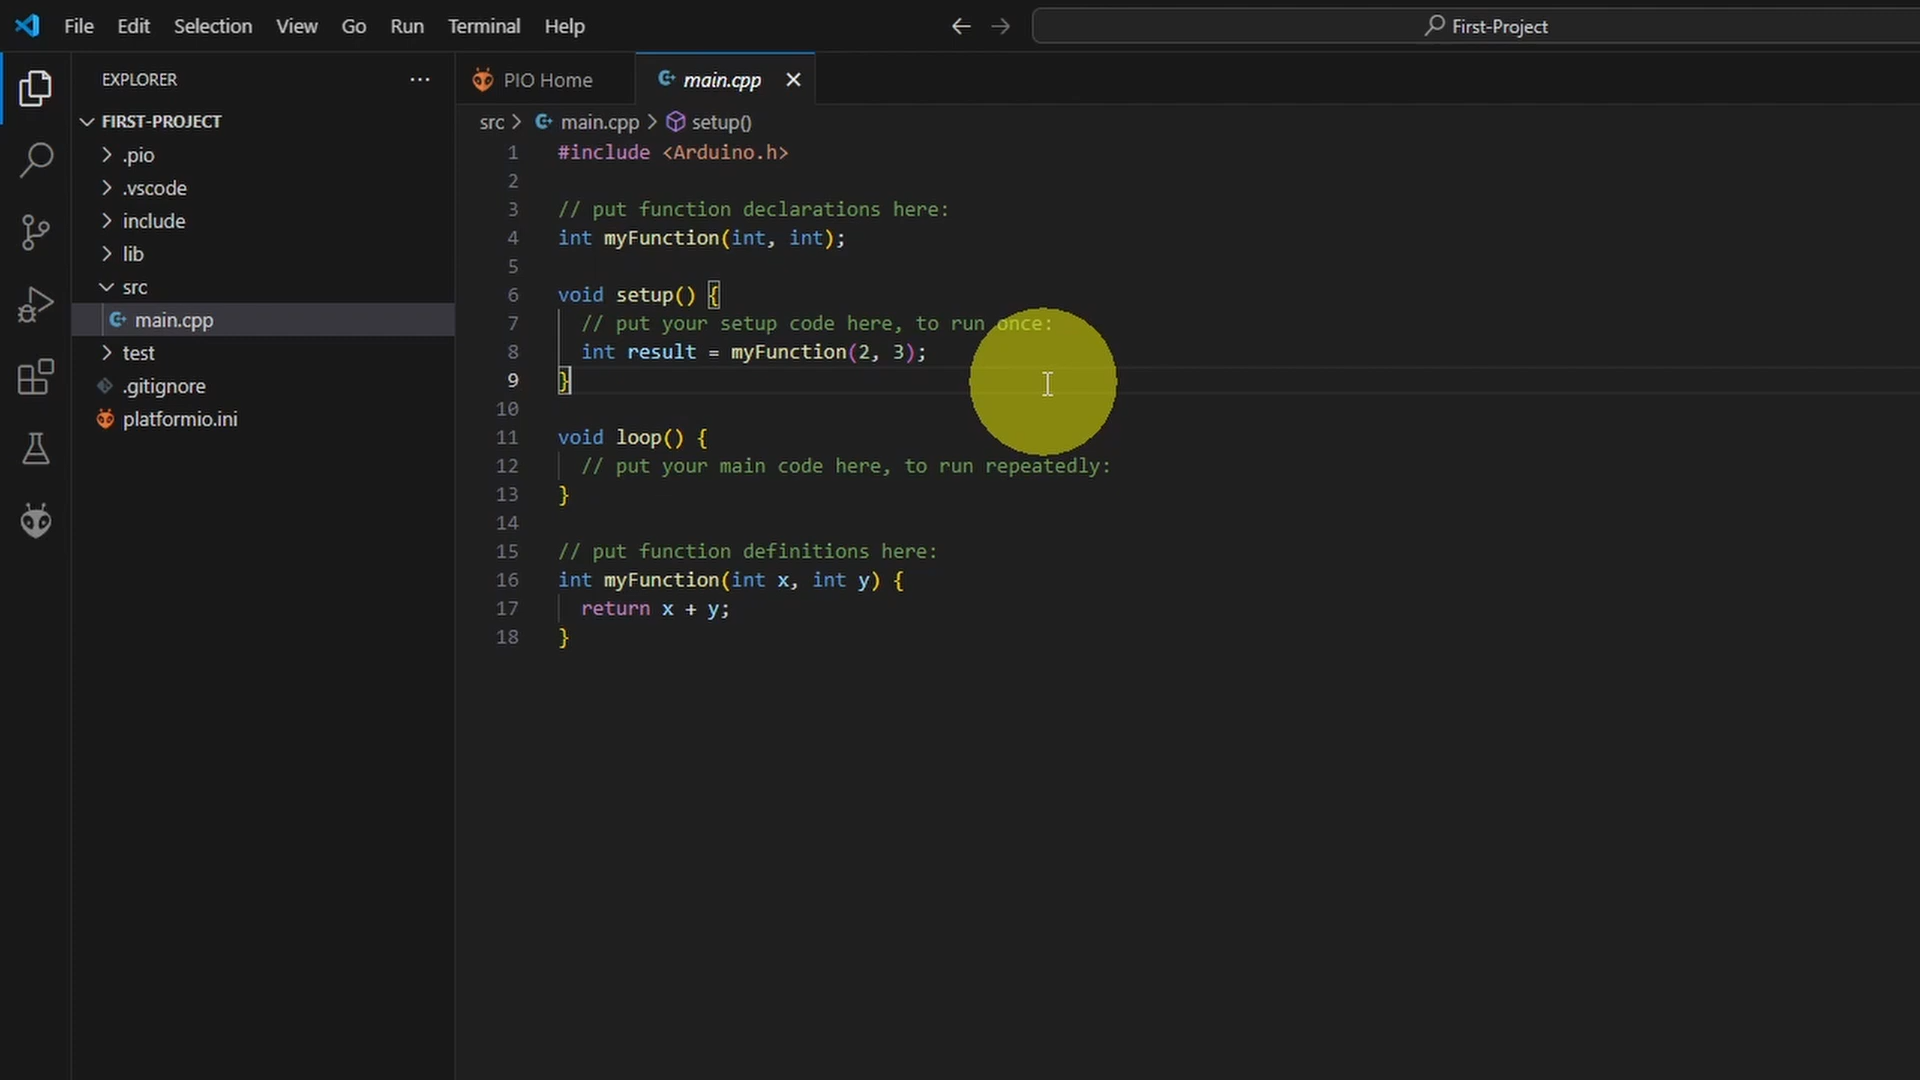 File Edit Selection View Go Run Terminal Help
First-Project
EXPLORER
FIRST-PROJECT
.pio
.vscode
include
lib
src
main.cpp
test
.gitignore
platformio.ini
PIO Home
main.cpp
src > main.cpp > setup()
1 #include <Arduino.h>
2
3 // put function declarations here:
4 int myFunction(int, int);
5
6 void setup() {
7 // put your setup code here, to run once:
8 int result = myFunction(2, 3);
9 }
10
11 void loop() {
12 // put your main code here, to run repeatedly:
13 }
14
15 // put function definitions here:
16 int myFunction(int x, int y) {
17 return x + y;
18 }